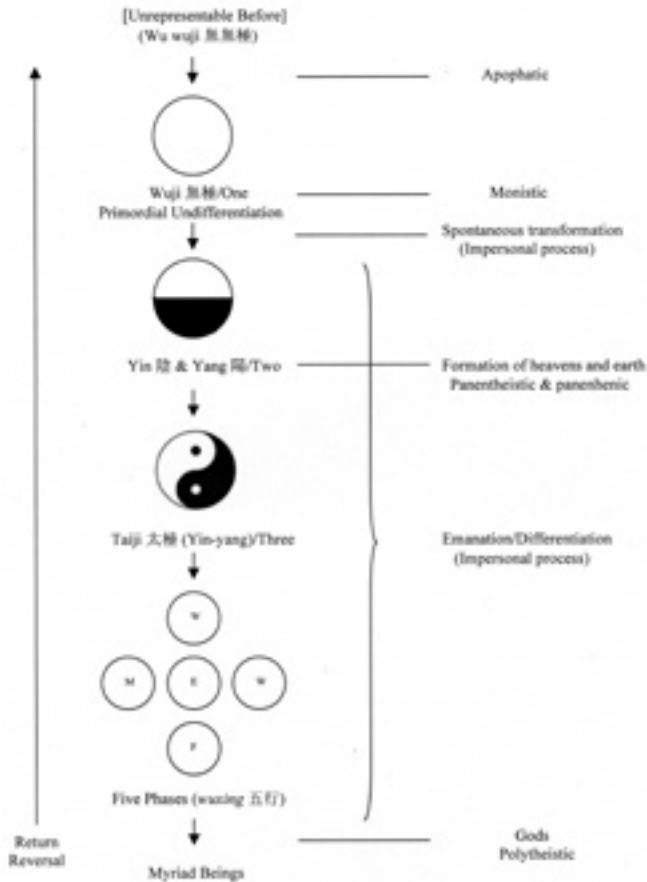 [Unrepresentable Before]
(Wu wuji 無無極)
Apophatic
Wuji 無極/One
Primordial Undifferentiation
Monistic
Spontaneous transformation
(Impersonal process)
Yin 陰 & Yang 陽/Two
Formation of heavens and earth
Panentheistic & panenhenic
Taiji 太極 (Yin-yang)/Three
Emanation/Differentiation
(Impersonal process)
W
M
E
W
F
Five Phases (wuxing 五行)
Return
Reversal
Gods
Polytheistic
Myriad Beings